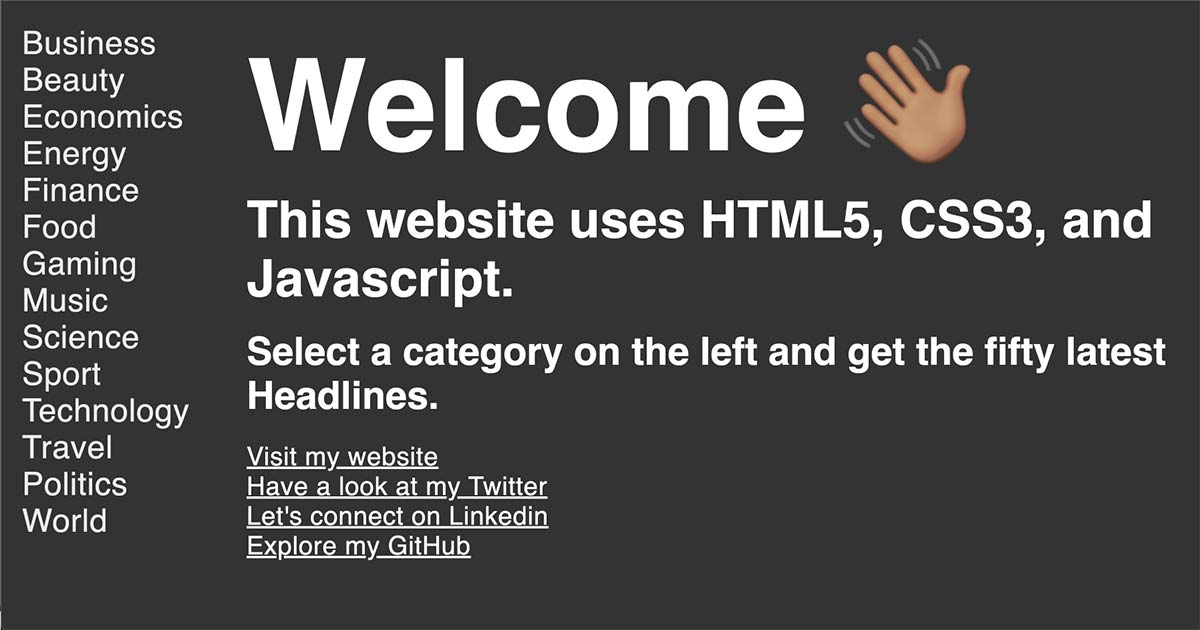 Business
Beauty
Economics
Energy
Finance
Food
Gaming
Music
Science
Sport
Technology
Travel
Politics
World
Welcome 👋🏽
This website uses HTML5, CSS3, and
Javascript.
Select a category on the left and get the fifty latest
Headlines.
Visit my website
Have a look at my Twitter
Let's connect on Linkedin
Explore my GitHub